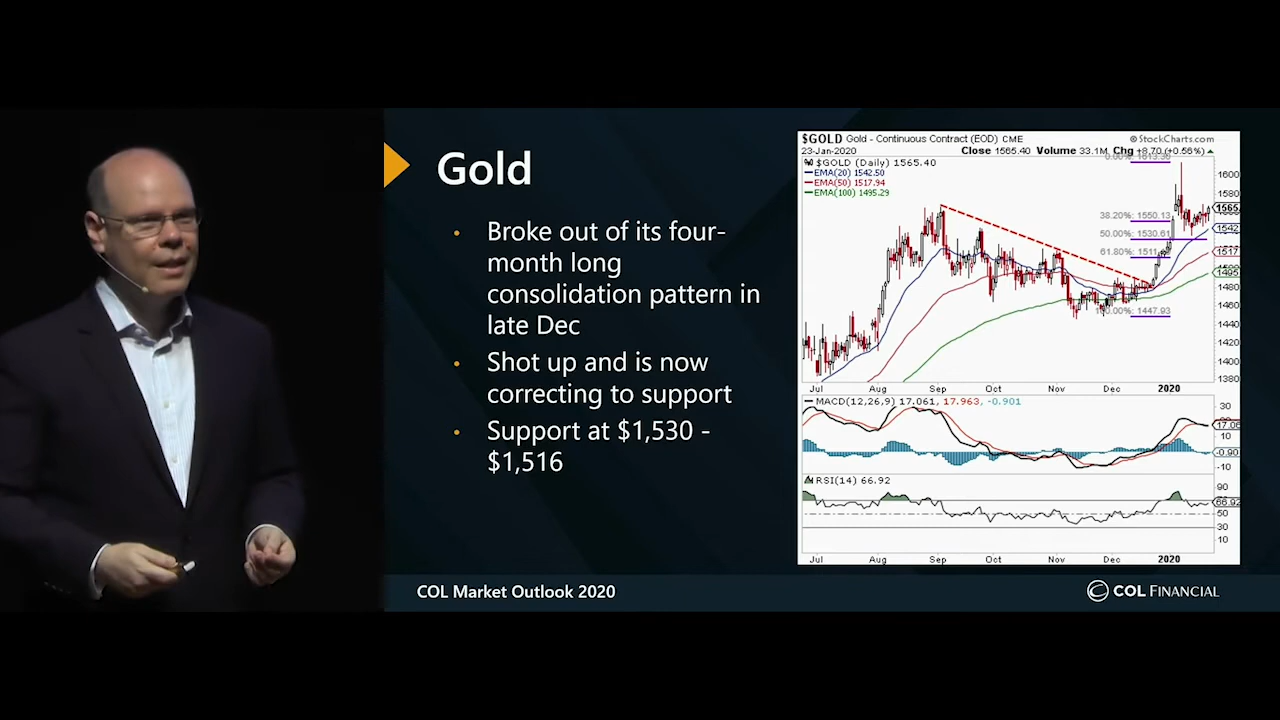 Gold
• Broke out of its four-
month long
consolidation pattern in
late Dec
• Shot up and is now
correcting to support
• Support at $1,530 -
$1,516
$GOLD Gold - Continuous Contract (EOD) CME
© StockCharts.com
23-Jan-2020
Close 1565.40 Volume 33.1M Chg +8.70 (+0.56%)
$GOLD (Daily) 1565.40
EMA(20) 1542.50
EMA(50) 1517.94
EMA(100) 1495.29
38.20%: 1550.13
50.00%: 1530.61
61.80%: 1511
100.00%: 1447.93
1600
1580
1565
1542
1517
1495
1480
1460
1440
1420
1400
1380
Jul Aug Sep Oct Nov Dec 2020
MACD(12,26,9) 17.061, 17.963, -0.901
30
17.06
10
-0.90
-10
RSI(14) 66.92
90
66.92
50
30
10
Jul Aug Sep Oct Nov Dec 2020
COL Market Outlook 2020
COL FINANCIAL